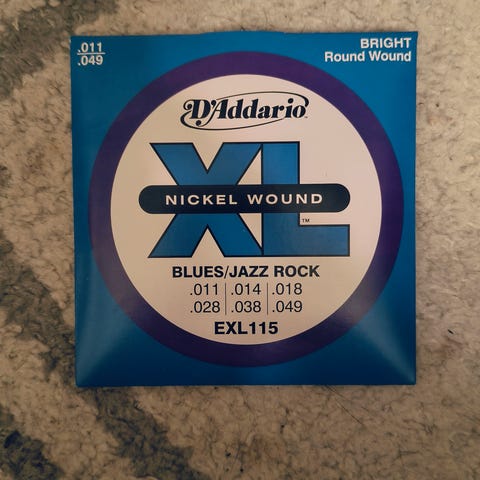 .011
.049
BRIGHT
Round Wound
D'Addario
XL
NICKEL WOUND
TM
BLUES/JAZZ ROCK
.011 | .014 | .018
.028 | .038 | .049
EXL115